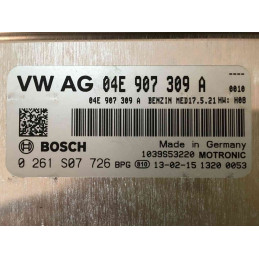 VW AG 04E 907 309 A
04E 907 309 A BENZIN MED17.5.21 HW: H08 0010
BOSCH
Made in Germany
1039S53220 MOTRONIC
0 261 S07 726 BPG 010 13-02-15 1320 0053